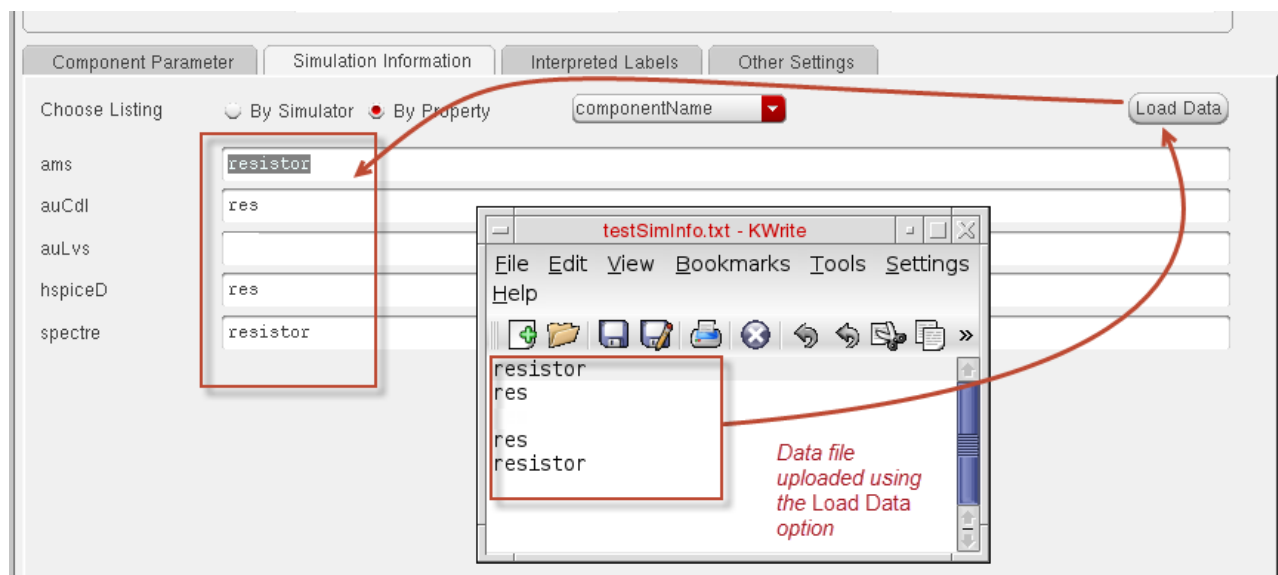 Component Parameter Simulation Information Interpreted Labels Other Settings
Choose Listing By Simulator By Property componentName Load Data
ams resistor
auCdl res
auLvs
hspiceD res
spectre resistor
testSimInfo.txt - KWrite
File Edit View Bookmarks Tools Settings
Help
»
resistor
res
res
resistor
Data file
uploaded using
the Load Data
option